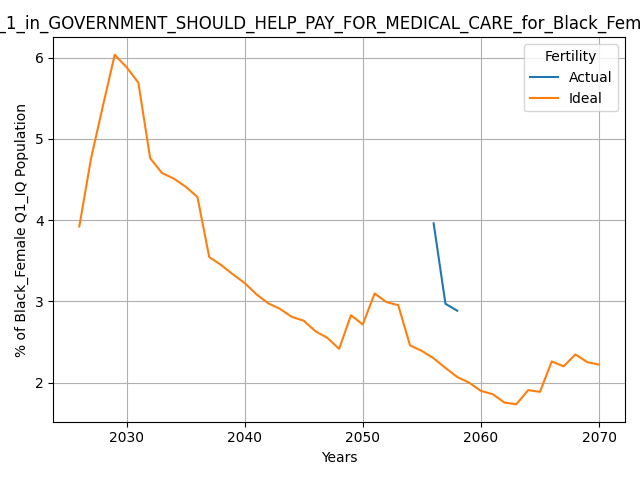 _1_in_GOVERNMENT_SHOULD_HELP_PAY_FOR_MEDICAL_CARE_for_Black_Fem
Fertility
Actual
Ideal
% of Black_Female Q1_IQ Population
6
5
4
3
2
2030 2040 2050 2060 2070
Years